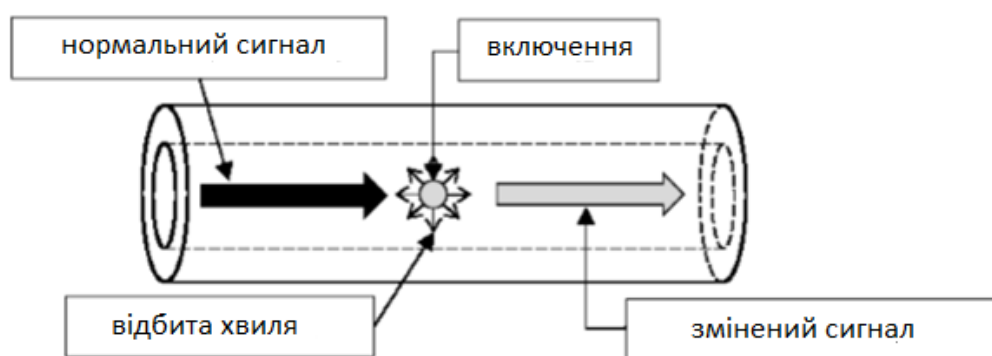 нормальний сигнал
включення
відбита хвиля
змінений сигнал